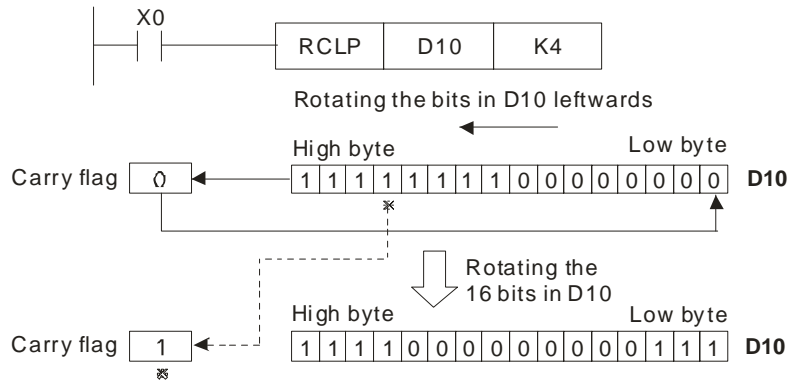 X0
RCLP D10 K4
Rotating the bits in D10 leftwards
High byte Low byte
Carry flag 0 1 1 1 1 1 1 1 1 0 0 0 0 0 0 0 0 D10
※
Rotating the
16 bits in D10
High byte Low byte
Carry flag 1 1 1 1 1 0 0 0 0 0 0 0 0 0 1 1 1 D10
※